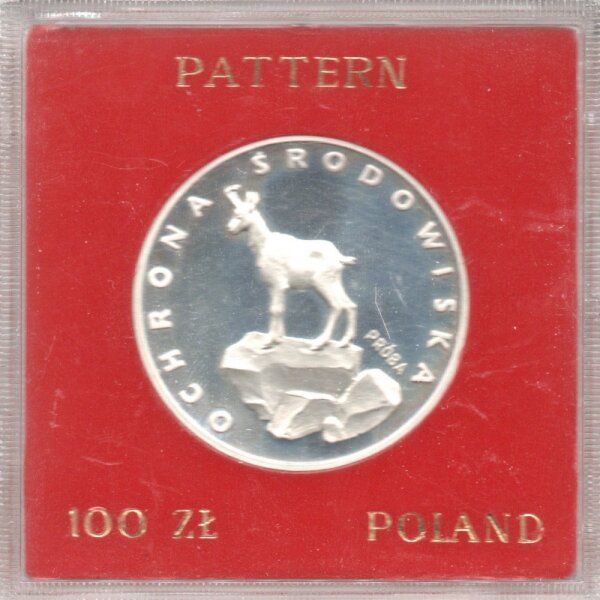 PATTERN
OCHRONA ŚRODOWISKA
PRÓBA
100 ZŁ POLAND